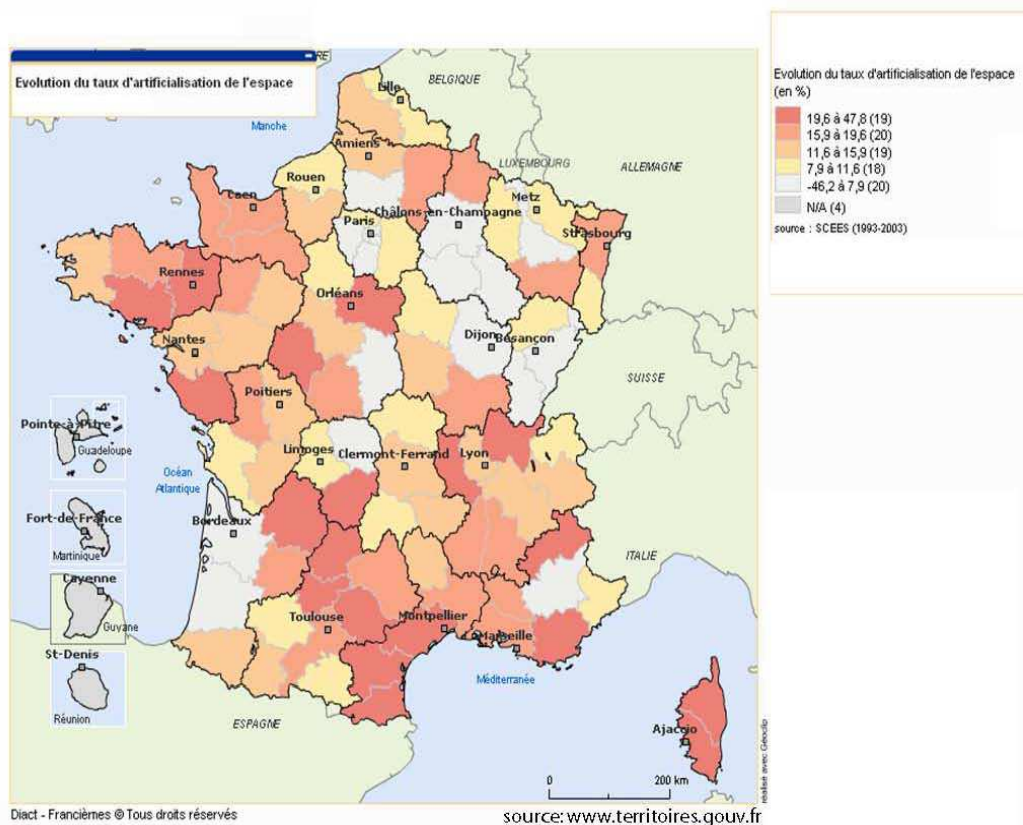 Evolution du taux d'artificialisation de l'espace
RE
BELGIQUE
Lille
Manche
Amiens
LUXEMBOURG
ALLEMAGNE
Rouen
Caen
Metz
Paris
Châlons-en-Champagne
Strasbourg
Rennes
Orléans
Nantes
Dijon
Besançon
SUISSE
Poitiers
Pointe-à-Pitre
Guadeloupe
Limoges
Clermont-Ferrand
Lyon
Océan
Atlantique
Fort-de-France
Bordeaux
Martinique
ITALIE
Cayenne
Guyane
Toulouse
Montpellier
Marseille
St-Denis
Méditerranée
Réunion
ESPAGNE
Ajaccio
0
200 km
réalisé avec Géoclip
Diact - Francièmes © Tous droits réservés
source: www.territoires.gouv.fr
Evolution du taux d'artificialisation de l'espace
(en %)
19,6 à 47,8 (19)
15,9 à 19,6 (20)
11,6 à 15,9 (19)
7,9 à 11,6 (18)
-46,2 à 7,9 (20)
N/A (4)
source : SCEES (1993-2003)